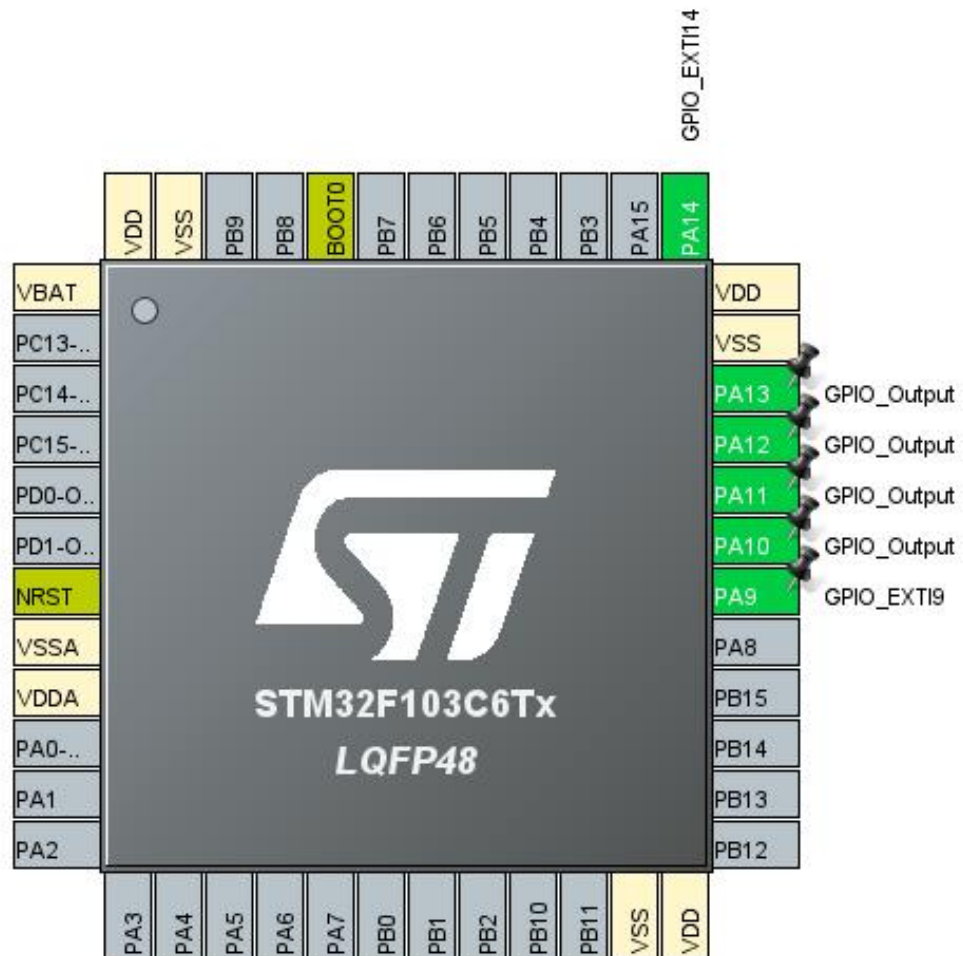 GPIO_EXTI14
VDD
VSS
PB9
PB8
BOOT0
PB7
PB6
PB5
PB4
PB3
PA15
PA14
VBAT
PC13-..
PC14-..
PC15-..
PD0-O..
PD1-O..
NRST
VSSA
VDDA
PA0-..
PA1
PA2
STM32F103C6Tx
LQFP48
VDD
VSS
PA13 GPIO_Output
PA12 GPIO_Output
PA11 GPIO_Output
PA10 GPIO_Output
PA9 GPIO_EXTI9
PA8
PB15
PB14
PB13
PB12
PA3
PA4
PA5
PA6
PA7
PB0
PB1
PB2
PB10
PB11
VSS
VDD